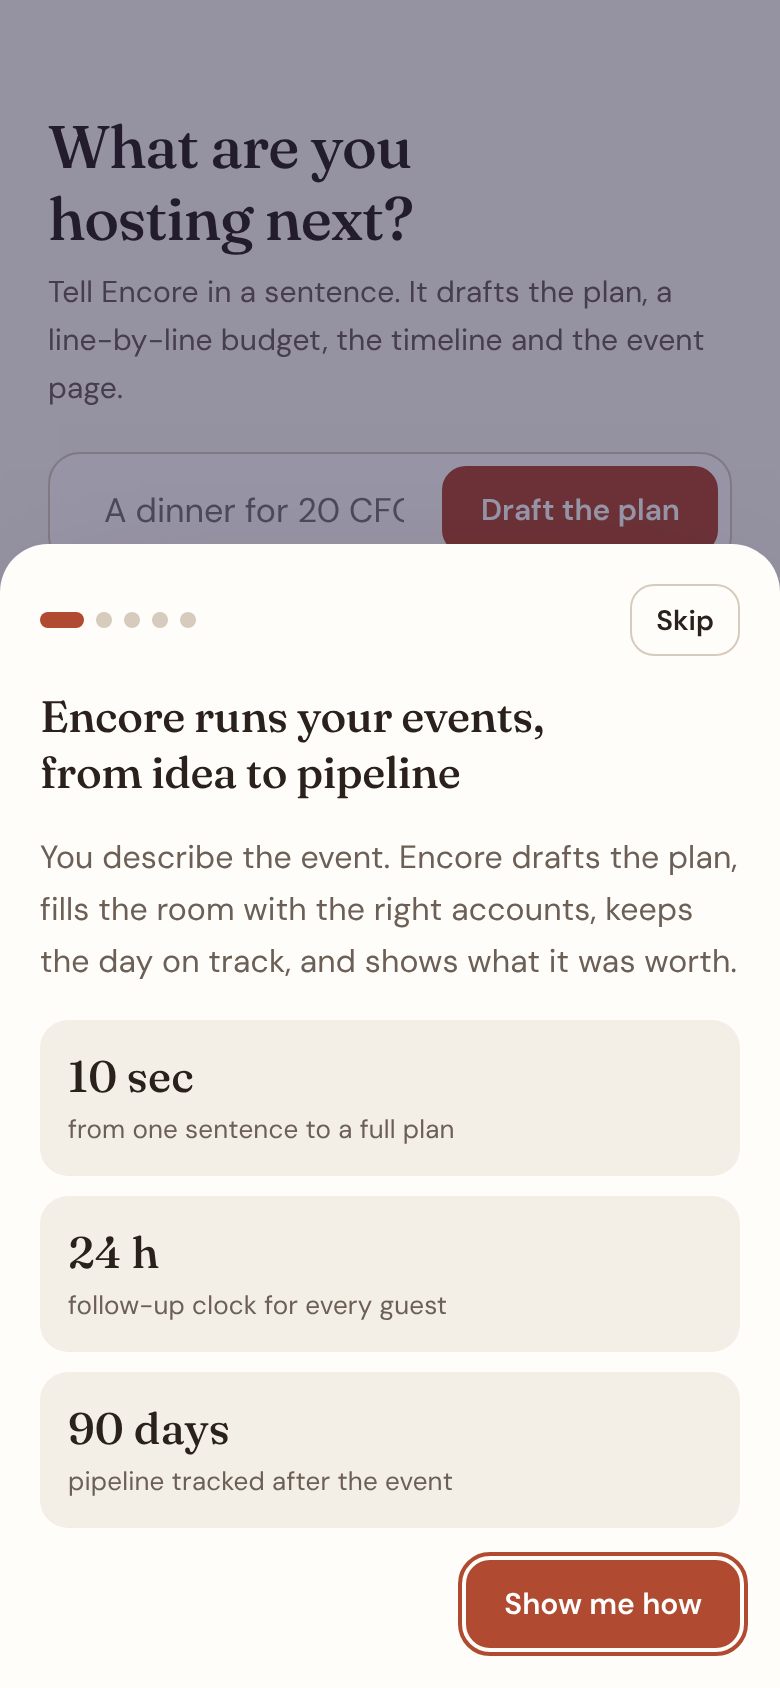 What are you
hosting next?
Tell Encore in a sentence. It drafts the plan, a
line-by-line budget, the timeline and the event
page.
A dinner for 20 CFO
Draft the plan
Skip
Encore runs your events,
from idea to pipeline
You describe the event. Encore drafts the plan,
fills the room with the right accounts, keeps
the day on track, and shows what it was worth.
10 sec
from one sentence to a full plan
24 h
follow-up clock for every guest
90 days
pipeline tracked after the event
Show me how